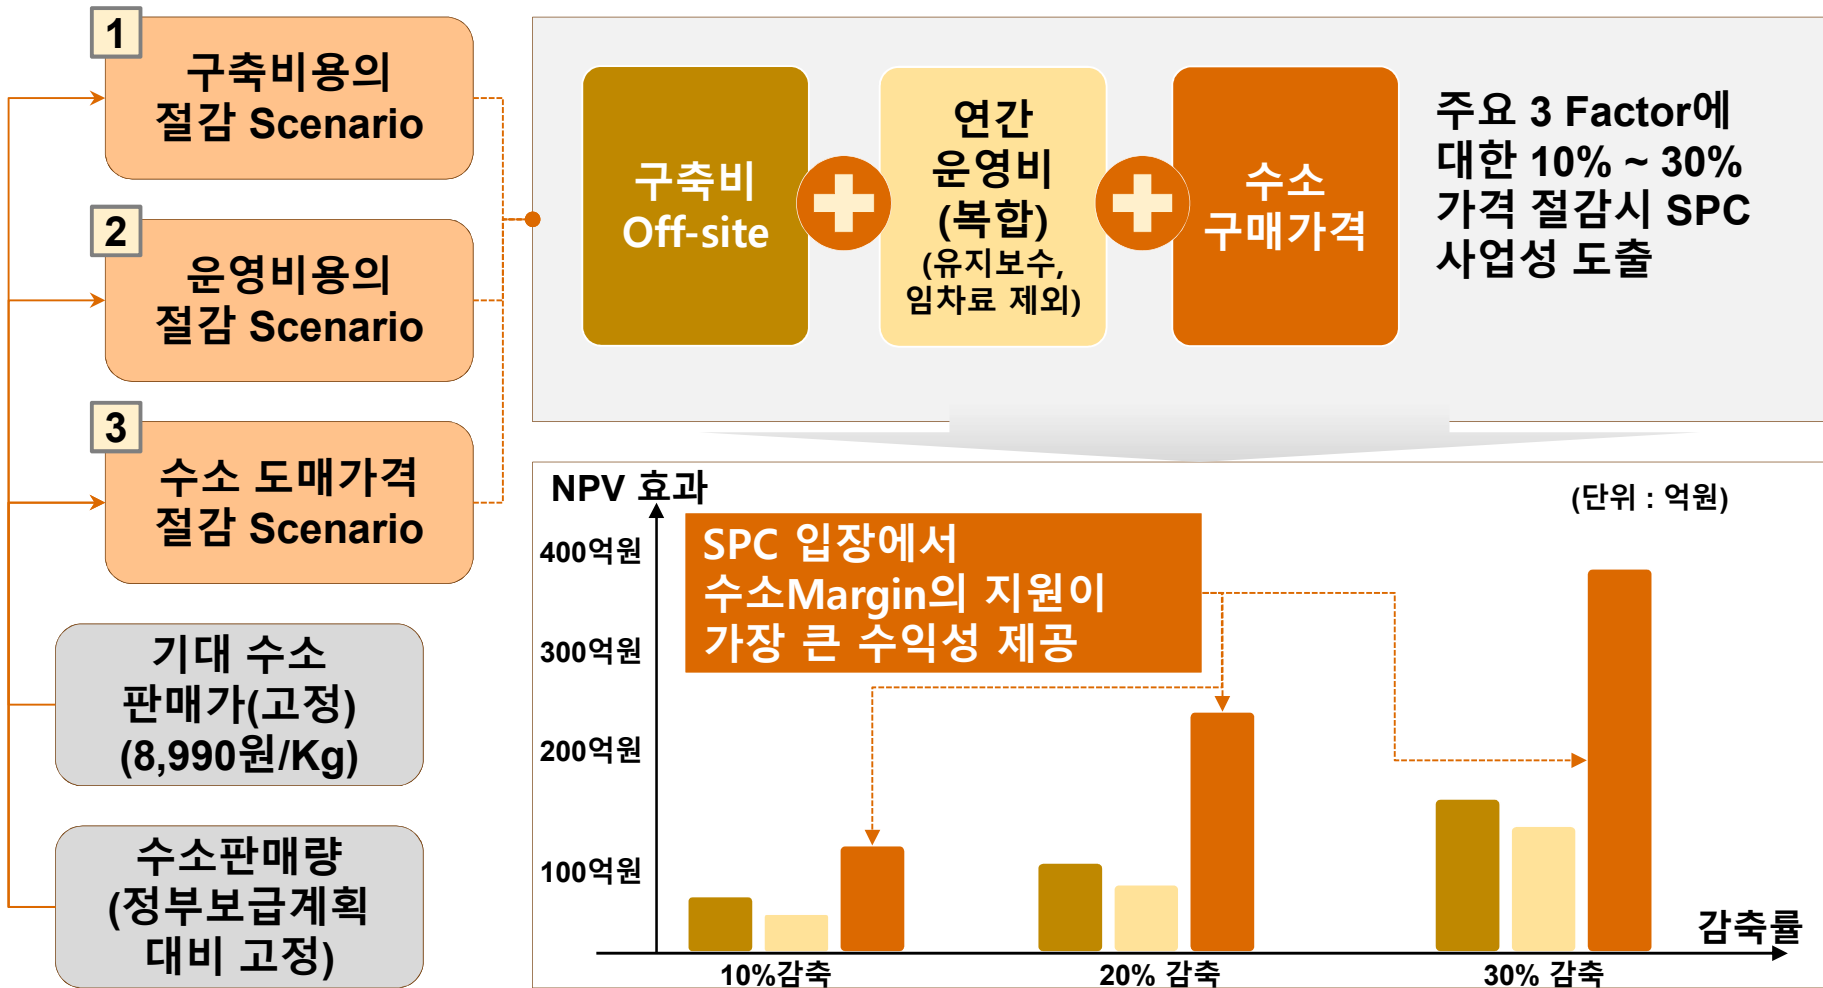 1
구축비용의
절감 Scenario
2
운영비용의
절감 Scenario
3
수소 도매가격
절감 Scenario
기대 수소
판매가(고정)
(8,990원/Kg)
수소판매량
(정부보급계획
대비 고정)
구축비
Off-site
연간
운영비
(복합)
(유지보수,
임차료 제외)
수소
구매가격
주요 3 Factor에
대한 10% ~ 30%
가격 절감시 SPC
사업성 도출
NPV 효과
(단위 : 억원)
400억원
300억원
200억원
100억원
SPC 입장에서
수소Margin의 지원이
가장 큰 수익성 제공
감축률
10%감축
20% 감축
30% 감축